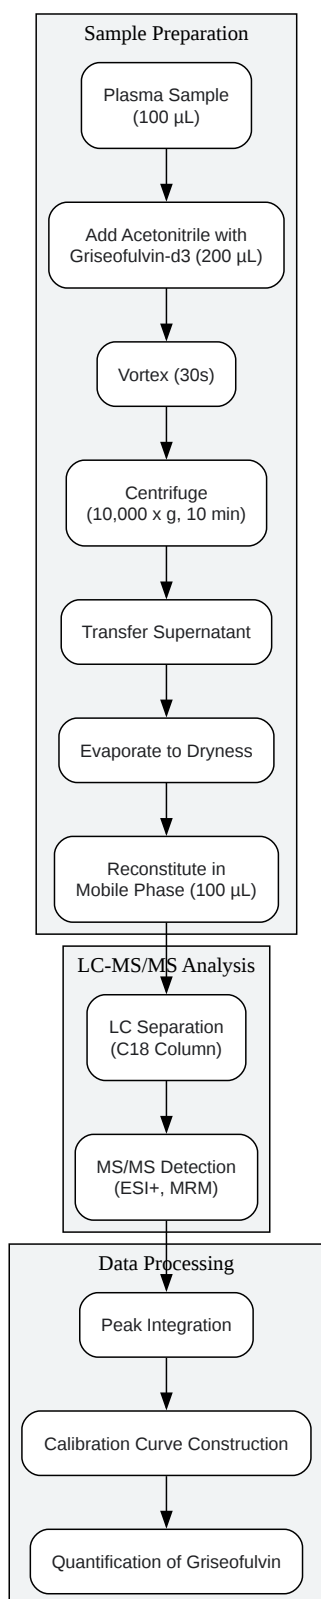 Sample Preparation
Plasma Sample
(100 µL)
Add Acetonitrile with
Griseofulvin-d3 (200 µL)
Vortex (30s)
Centrifuge
(10,000 x g, 10 min)
Transfer Supernatant
Evaporate to Dryness
Reconstitute in
Mobile Phase (100 µL)
LC-MS/MS Analysis
LC Separation
(C18 Column)
MS/MS Detection
(ESI+, MRM)
Data Processing
Peak Integration
Calibration Curve Construction
Quantification of Griseofulvin